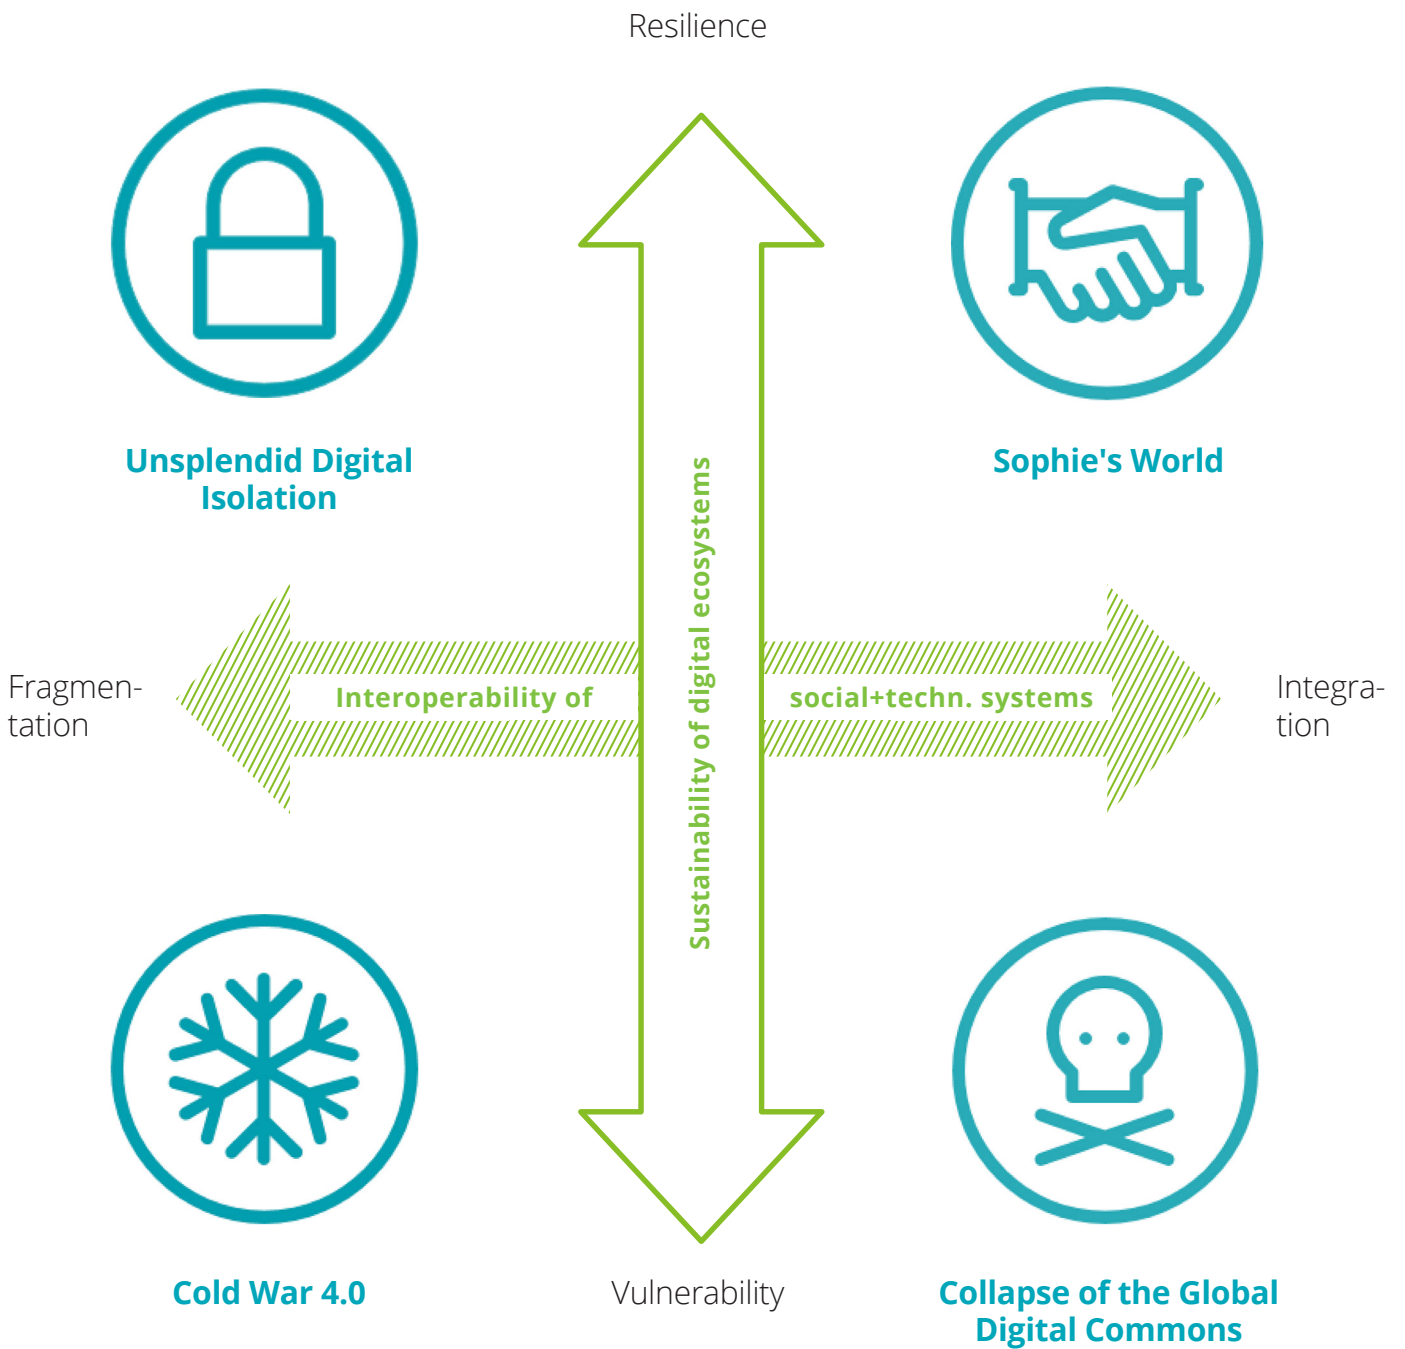 Resilience
Unsplendid Digital
Isolation
Sophie's World
Sustainability of digital ecosystems
Fragmen-
tation
Interoperability of
social+techn. systems
Integra-
tion
Cold War 4.0
Vulnerability
Collapse of the Global
Digital Commons